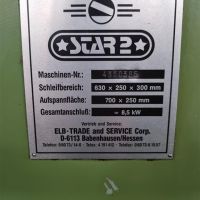 STAR 2
Maschinen-Nr.:
Schleifbereich: 630 × 250 × 300 mm
Aufspannfläche: 700 × 250 mm
Gesamtanschluß: = 8,5 kW
Vertrieb und Service:
ELB-TRADE and SERVICE Corp.
D-6113 Babenhausen/Hessen